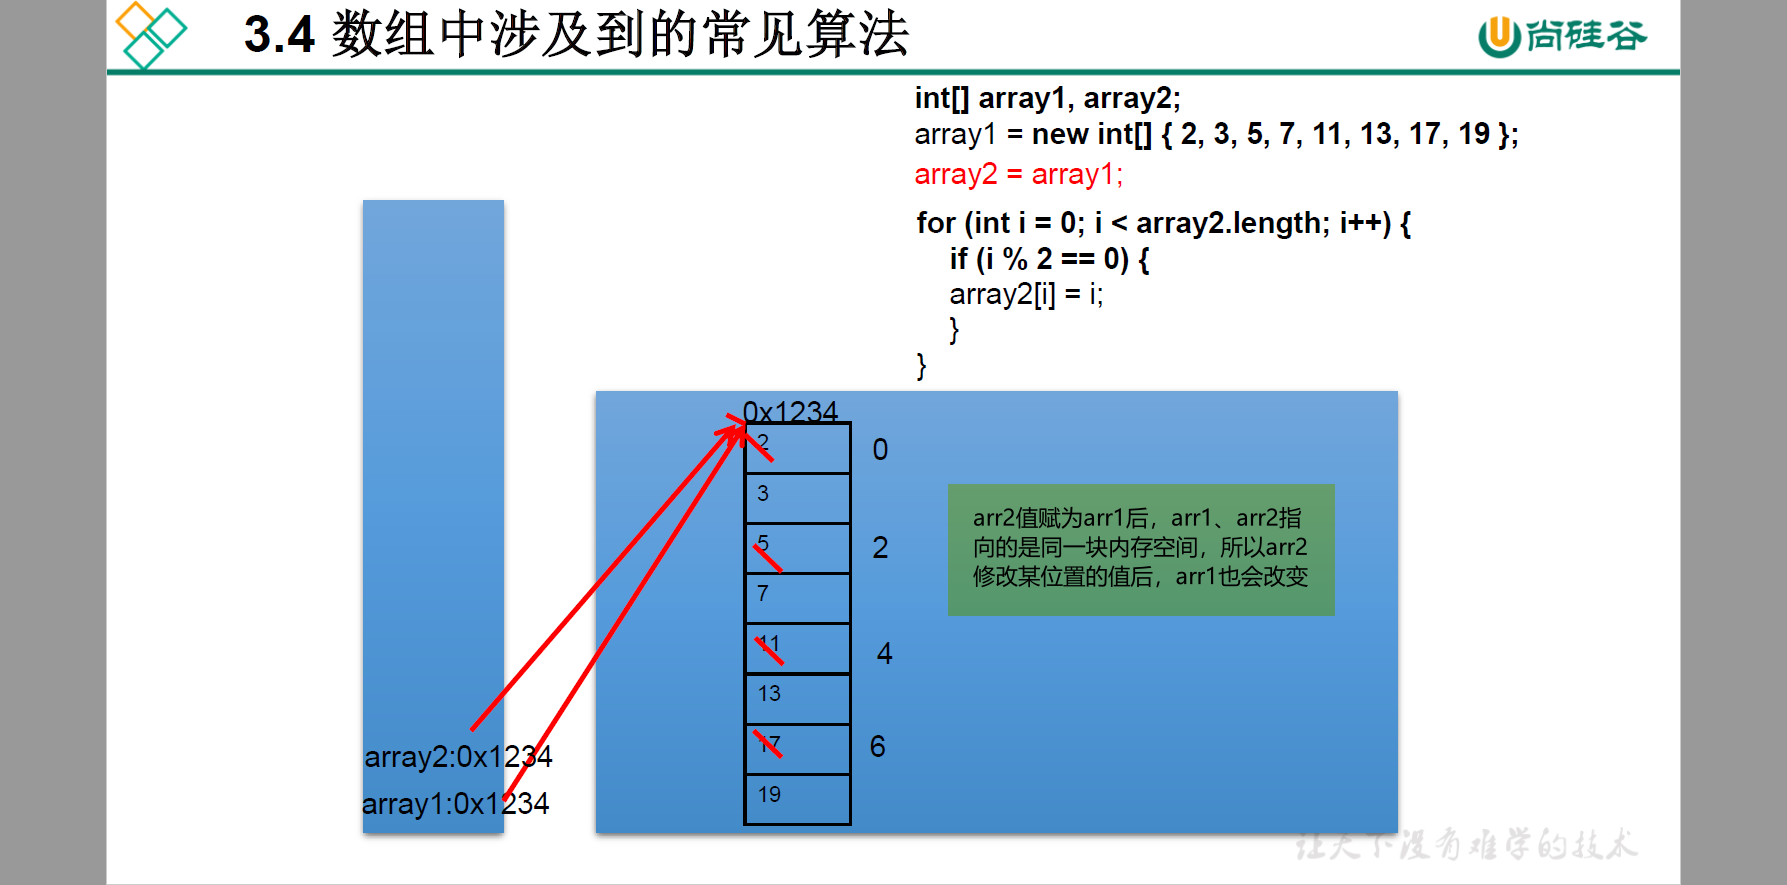 3.4 数组中涉及到的常见算法
尚硅谷
int[] array1, array2;
array1 = new int[] { 2, 3, 5, 7, 11, 13, 17, 19 };
array2 = array1;
for (int i = 0; i < array2.length; i++) {
if (i % 2 == 0) {
array2[i] = i;
}
}
0x1234
2
0
3
5
2
7
11
4
13
17
6
19
arr2值赋为arr1后，arr1、arr2指
向的是同一块内存空间，所以arr2
修改某位置的值后，arr1也会改变
array2:0x1234
array1:0x1234
让天下没有难学的技术